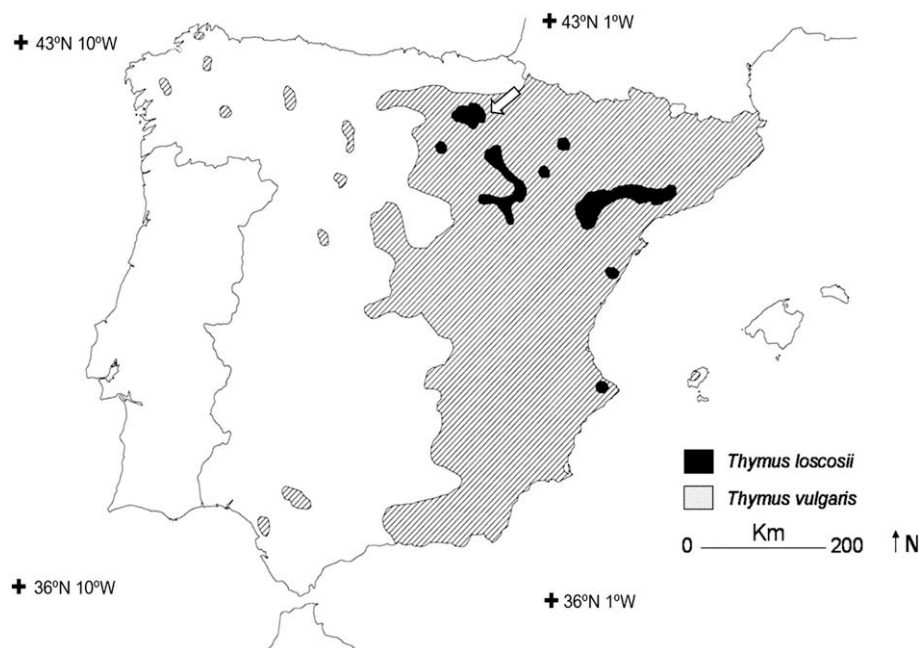 43ºN 10ºW
43ºN 1ºW
Thymus loscosii
Thymus vulgaris
Km
0 200 N
36ºN 10ºW
36ºN 1ºW